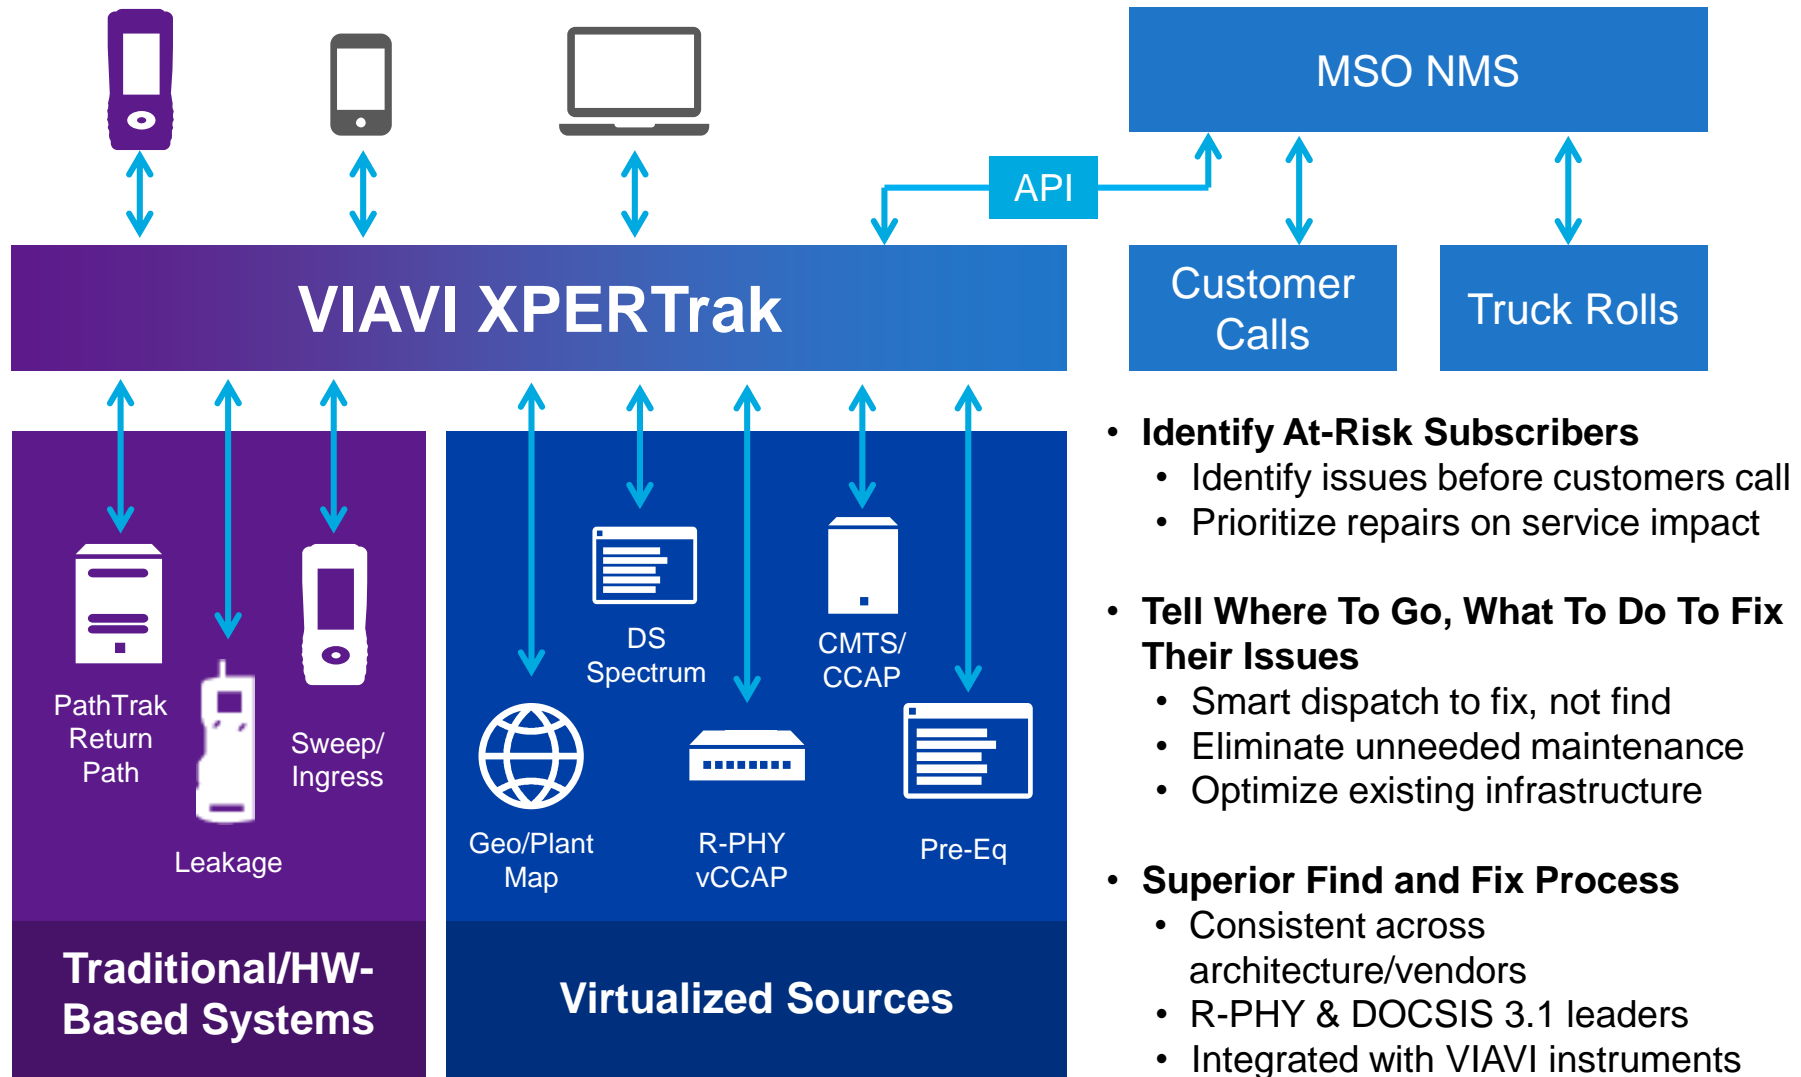 MSO NMS
API
VIAVI XPERTrak
Customer
Calls
Truck Rolls
PathTrak
Return
Path
Leakage
Sweep/
Ingress
Traditional/HW-
Based Systems
DS
Spectrum
CMTS/
CCAP
Geo/Plant
Map
R-PHY
vCCAP
Pre-Eq
Virtualized Sources
• Identify At-Risk Subscribers
• Identify issues before customers call
• Prioritize repairs on service impact
• Tell Where To Go, What To Do To Fix
Their Issues
• Smart dispatch to fix, not find
• Eliminate unneeded maintenance
• Optimize existing infrastructure
• Superior Find and Fix Process
• Consistent across
architecture/vendors
• R-PHY & DOCSIS 3.1 leaders
• Integrated with VIAVI instruments